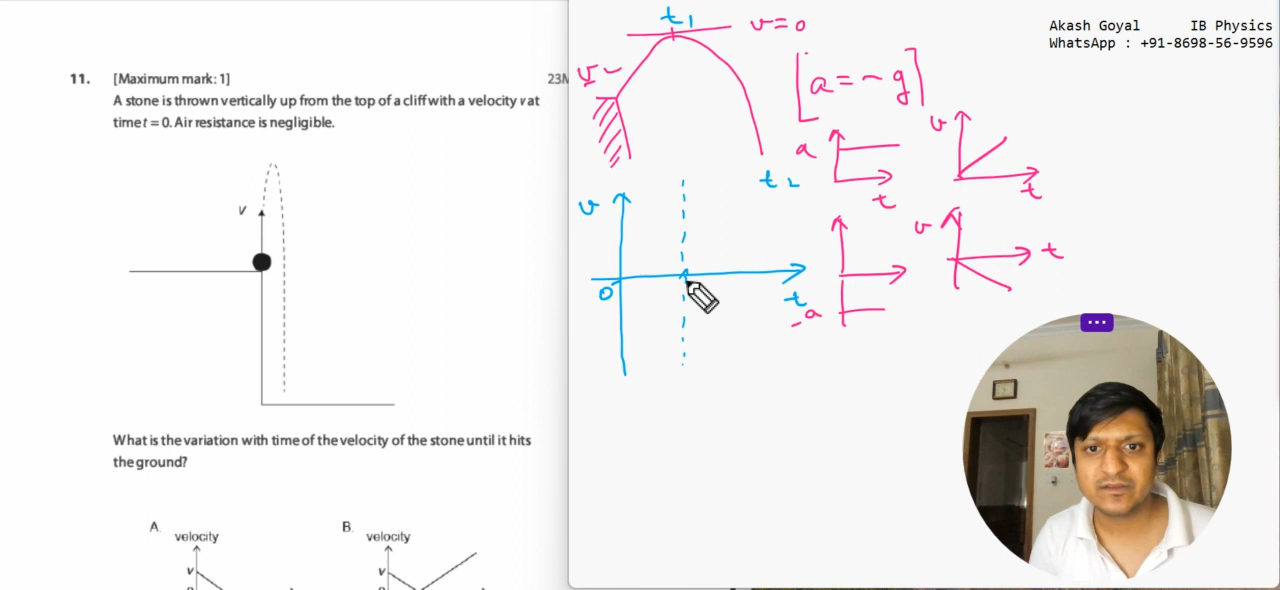 Akash Goyal IB Physics
WhatsApp : +91-8698-56-9596
11. [Maximum mark: 1] 23M
A stone is thrown vertically up from the top of a cliff with a velocity v at
time t = 0. Air resistance is negligible.
v
What is the variation with time of the velocity of the stone until it hits
the ground?
A.
velocity
v
0
B.
velocity
v
0
t1
v=0
v
[a=-g]
t2
a
t
v
t
v
0
t
-a
v
t